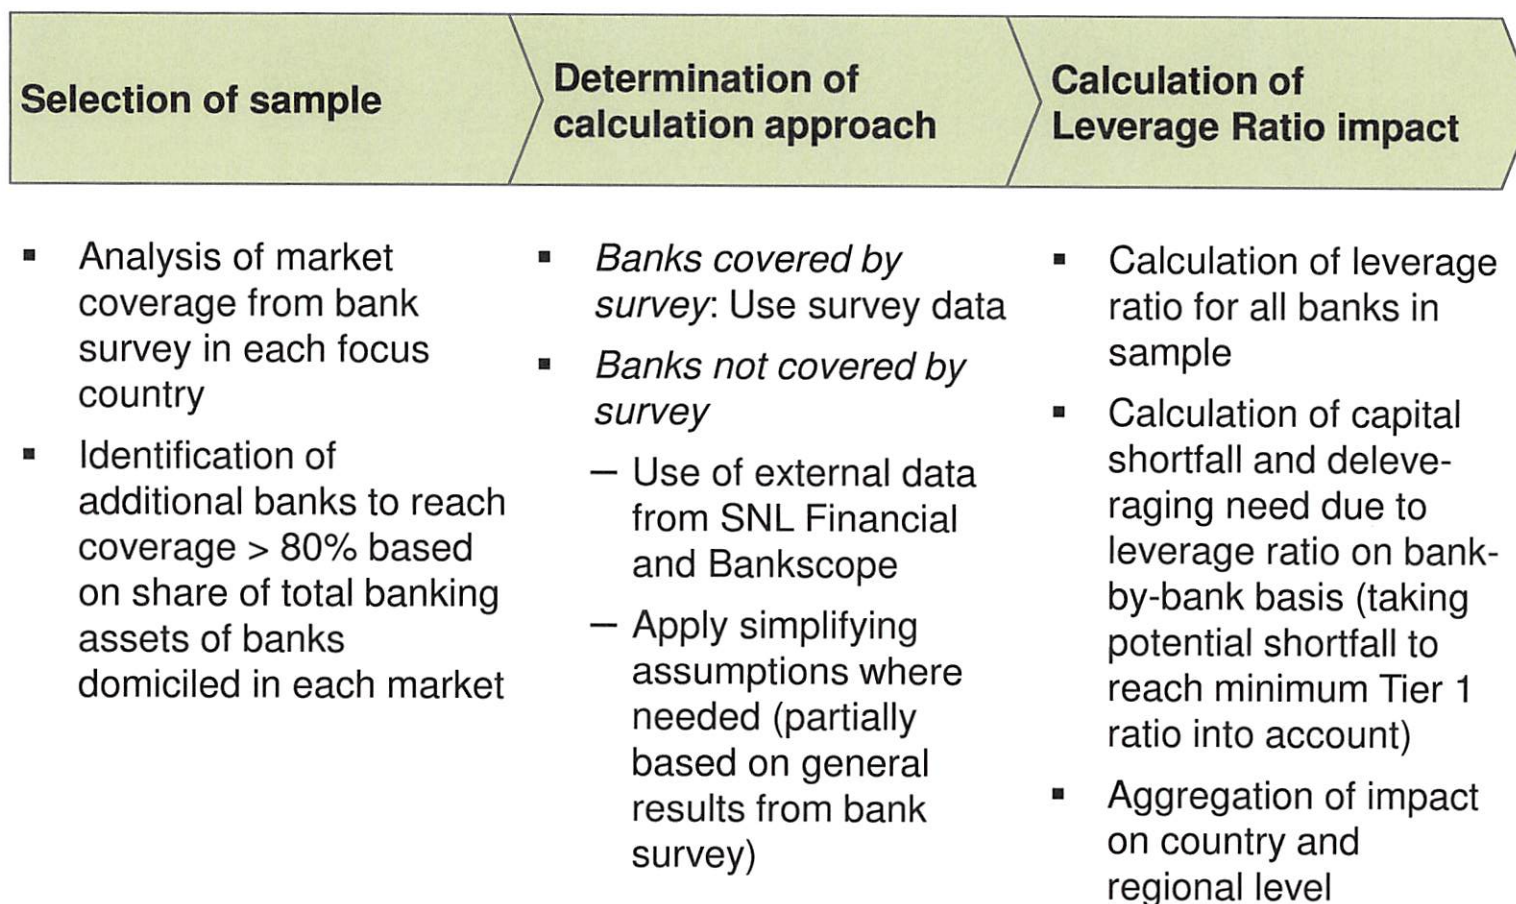 Selection of sample
Determination of
calculation approach
Calculation of
Leverage Ratio impact
▪ Analysis of market
coverage from bank
survey in each focus
country
▪ Identification of
additional banks to reach
coverage > 80% based
on share of total banking
assets of banks
domiciled in each market
▪ Banks covered by
survey: Use survey data
▪ Banks not covered by
survey
– Use of external data
from SNL Financial
and Bankscope
– Apply simplifying
assumptions where
needed (partially
based on general
results from bank
survey)
▪ Calculation of leverage
ratio for all banks in
sample
▪ Calculation of capital
shortfall and deleve-
raging need due to
leverage ratio on bank-
by-bank basis (taking
potential shortfall to
reach minimum Tier 1
ratio into account)
▪ Aggregation of impact
on country and
regional level